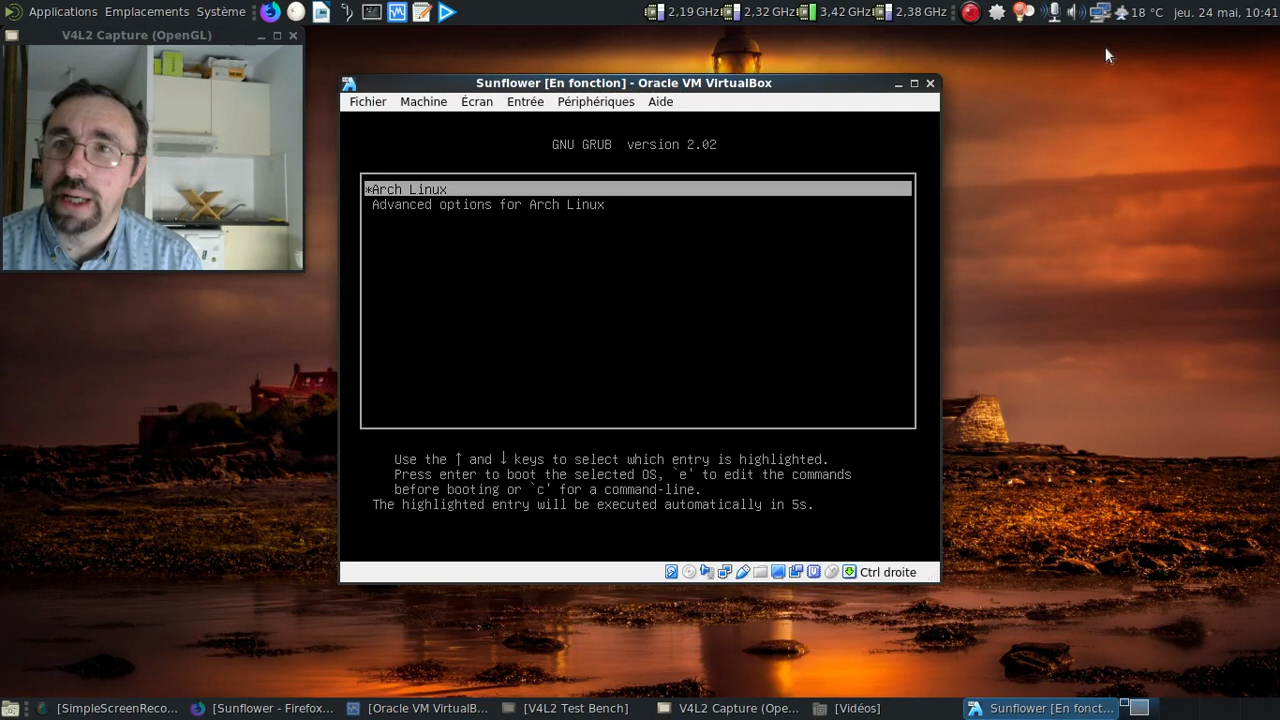 Applications Emplacements Système
2,19 GHz 2,32 GHz 3,42 GHz 2,38 GHz 18 °C jeu. 24 mai, 10:41
V4L2 Capture (OpenGL)
Sunflower [En fonction] - Oracle VM VirtualBox
Fichier Machine Écran Entrée Périphériques Aide
GNU GRUB version 2.02
*Arch Linux
Advanced options for Arch Linux
Use the ↑ and ↓ keys to select which entry is highlighted.
Press enter to boot the selected OS, `e' to edit the commands
before booting or `c' for a command-line.
The highlighted entry will be executed automatically in 5s.
Ctrl droite
[SimpleScreenReco... [Sunflower - Firefox... [Oracle VM VirtualB... [V4L2 Test Bench] V4L2 Capture (Ope... [Vidéos] Sunflower [En fonct...